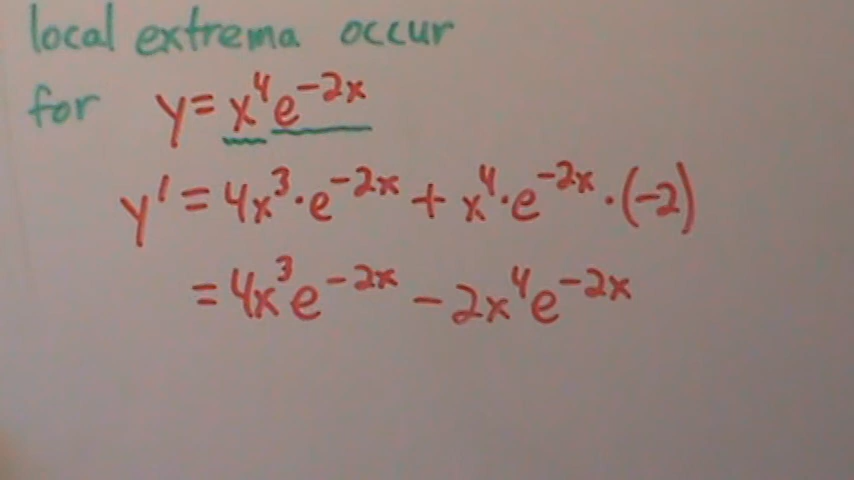 local extrema occur
for y = x⁴e⁻²ˣ
y' = 4x³·e⁻²ˣ + x⁴·e⁻²ˣ·(-2)
= 4x³e⁻²ˣ - 2x⁴e⁻²ˣ